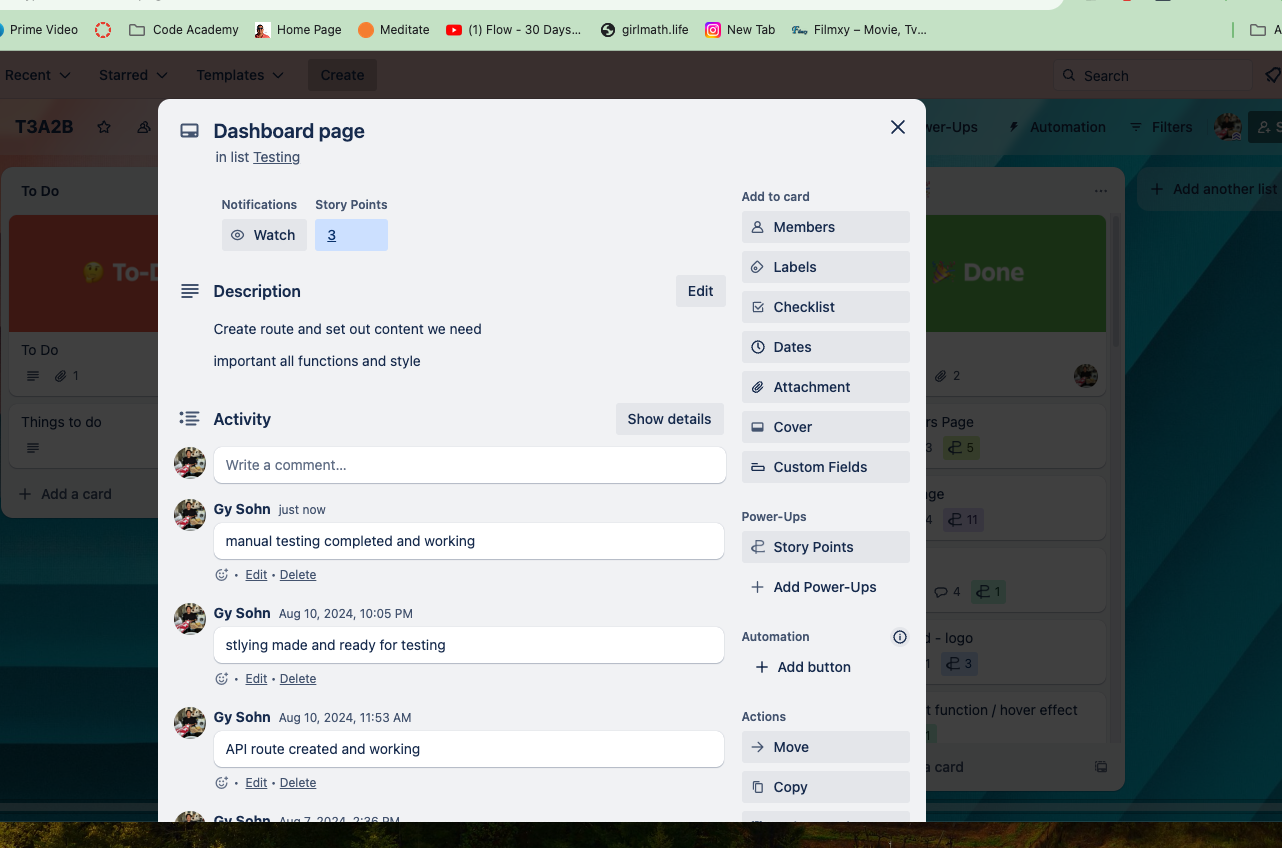 Prime Video
Code Academy
Home Page
Meditate
(1) Flow - 30 Days...
girlmath.life
New Tab
Filmxy – Movie, Tv...
Recent
Starred
Templates
Create
Search
T3A2B
er-Ups
Automation
Filters
To Do
To-D
To Do
1
Things to do
Add a card
Dashboard page
in list Testing
Notifications
Story Points
Watch
3
Description
Edit
Create route and set out content we need
important all functions and style
Activity
Show details
Write a comment...
Gy Sohn just now
manual testing completed and working
• Edit • Delete
Gy Sohn Aug 10, 2024, 10:05 PM
stlying made and ready for testing
• Edit • Delete
Gy Sohn Aug 10, 2024, 11:53 AM
API route created and working
• Edit • Delete
Gy Sohn Aug 7, 2024, 2:36 PM
Add to card
Members
Labels
Checklist
Dates
Attachment
Cover
Custom Fields
Power-Ups
Story Points
Add Power-Ups
Automation
Add button
Actions
Move
Copy
Add another list
Done
2
rs Page
3 5
ge
4 11
4 1
d - logo
1 3
t function / hover effect
1
a card